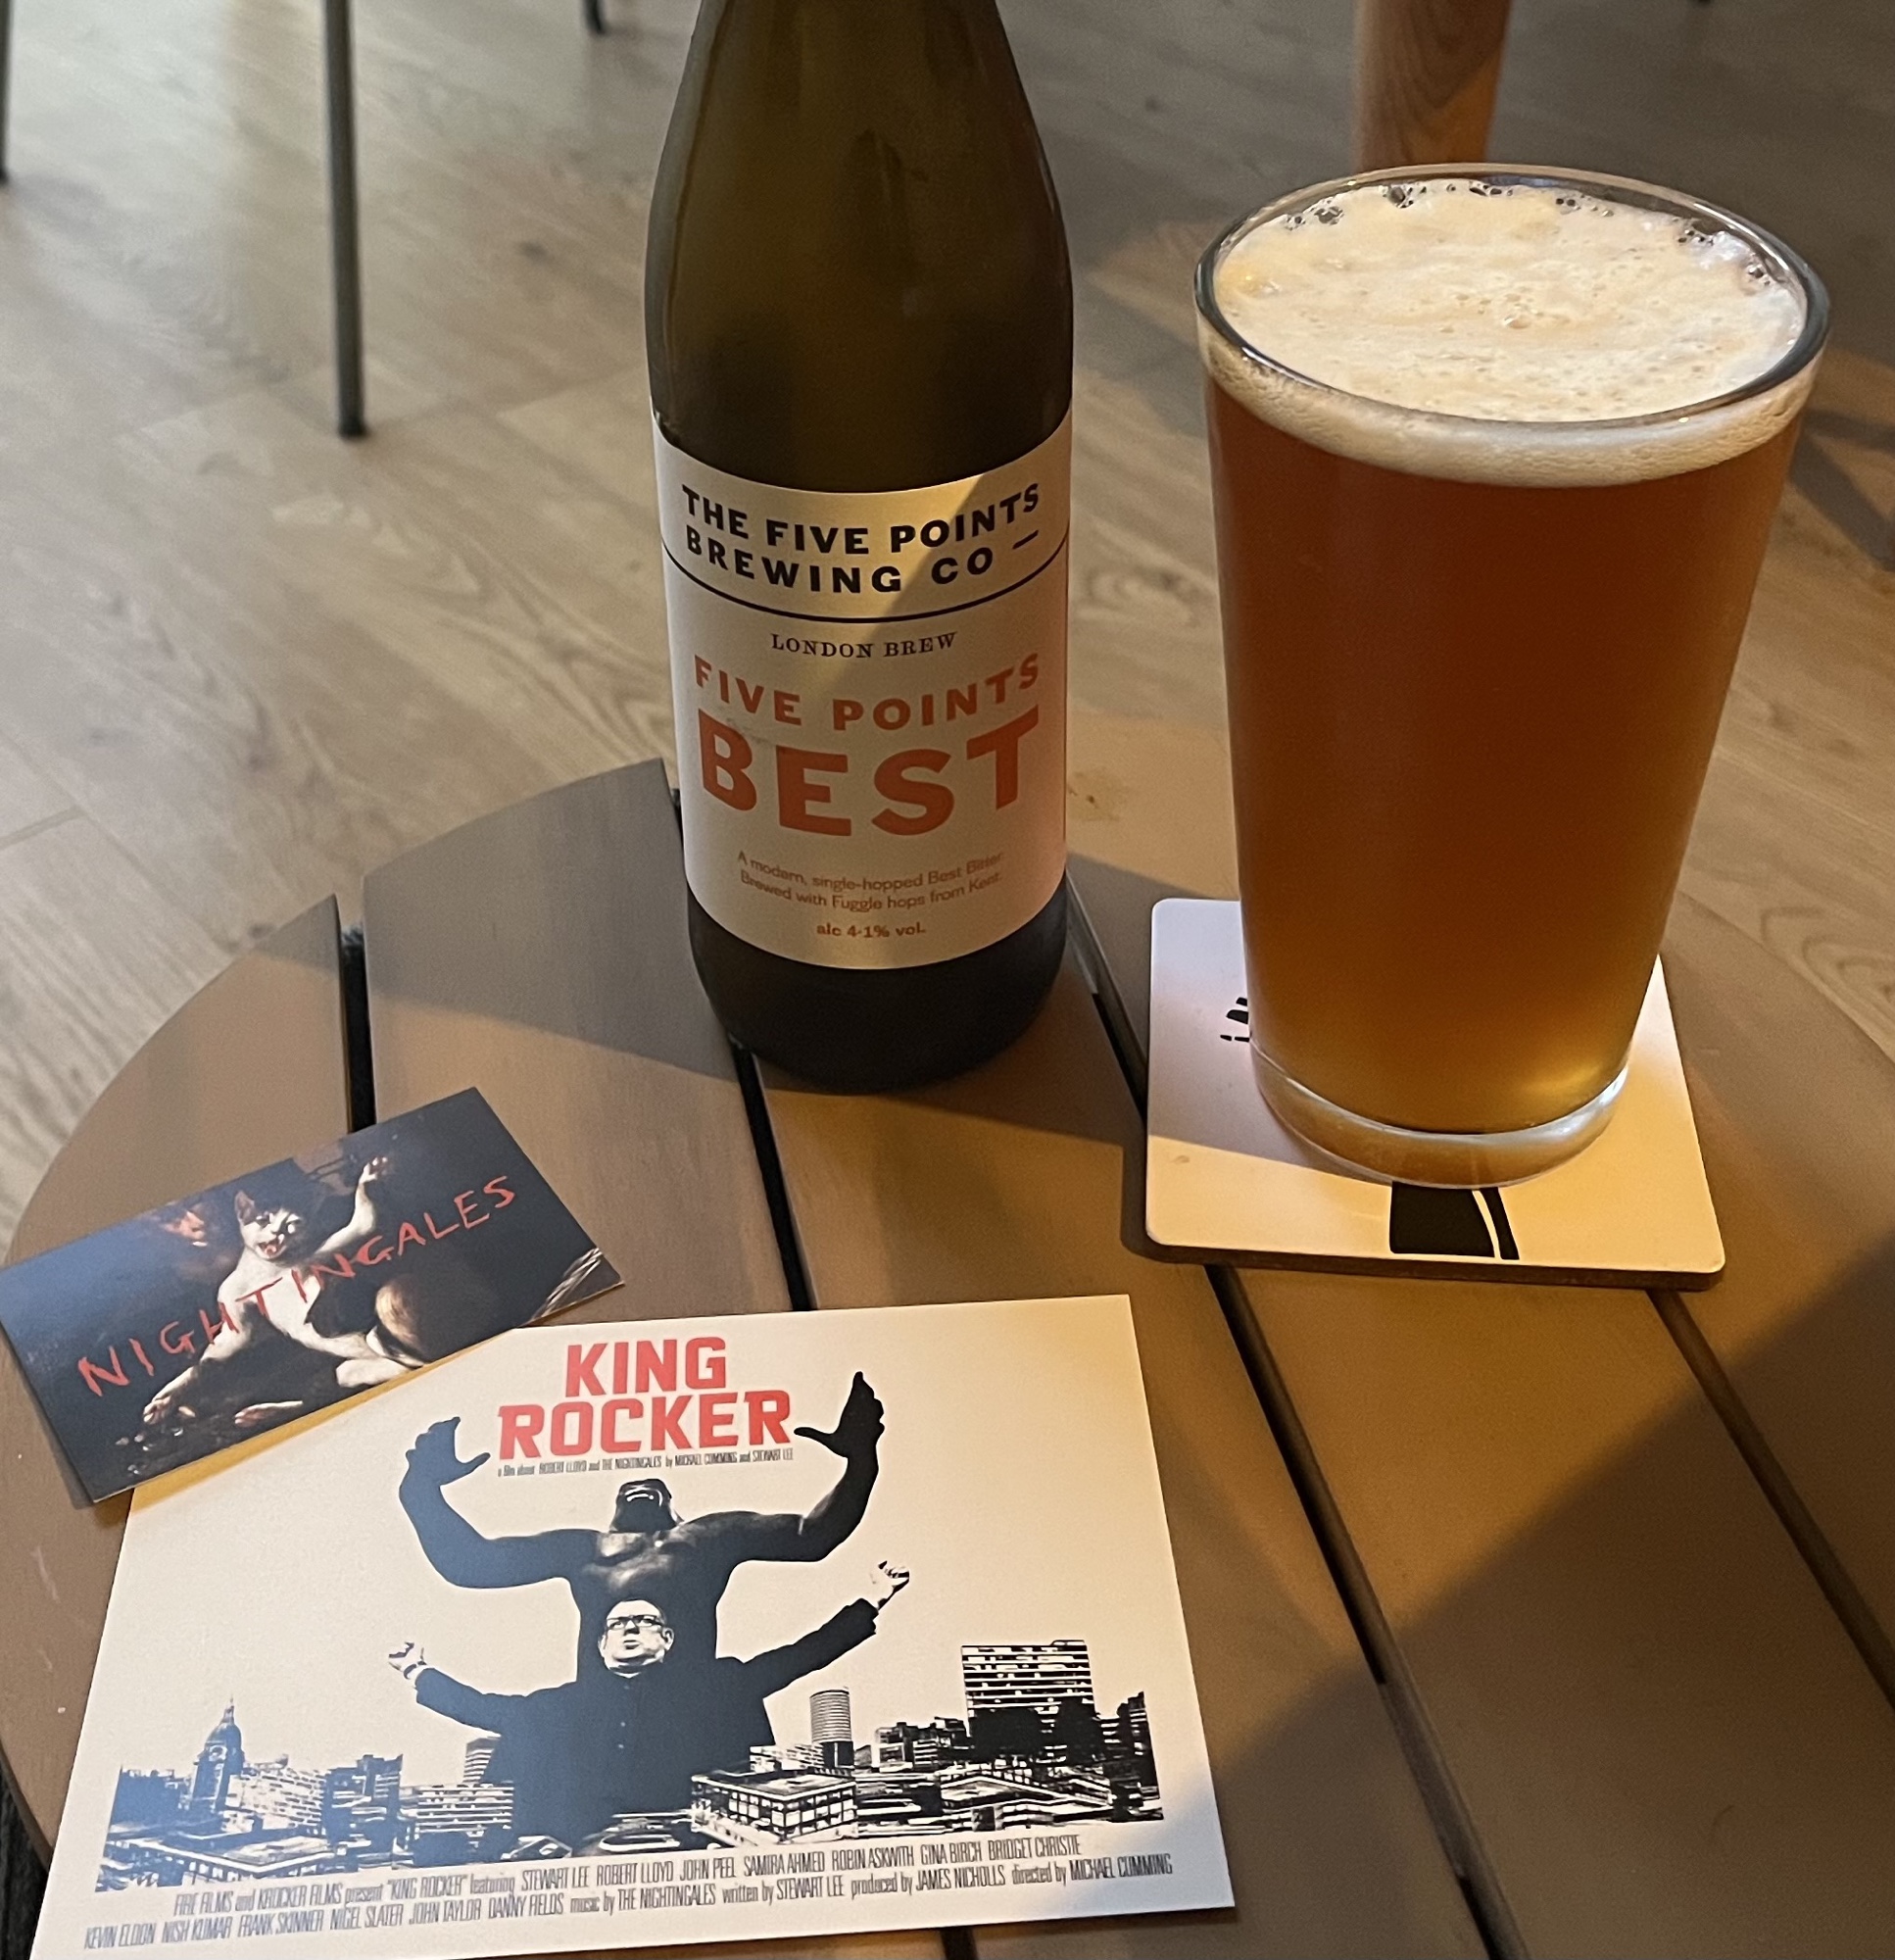 THE FIVE POINTS
BREWING CO —
LONDON BREW
FIVE POINTS
BEST
A modern, single-hopped Best Bitter
Brewed with Fuggle hops from Kent.
alc 4·1% vol.
NIGHTINGALES
KING
ROCKER
a film about ROBERT LLOYD and THE NIGHTINGALES by MICHAEL CUMMING and STEWART LEE
FIRE FILMS and KROCKER FILMS present "KING ROCKER" featuring STEWART LEE ROBERT LLOYD JOHN PEEL SAMIRA AHMED ROBIN ASKWITH GINA BIRCH BRIDGET CHRISTIE
KEVIN ELDON NISH KUMAR FRANK SKINNER NIGEL SLATER JOHN TAYLOR DANNY FIELDS music by THE NIGHTINGALES written by STEWART LEE produced by JAMES NICHOLLS directed by MICHAEL CUMMING